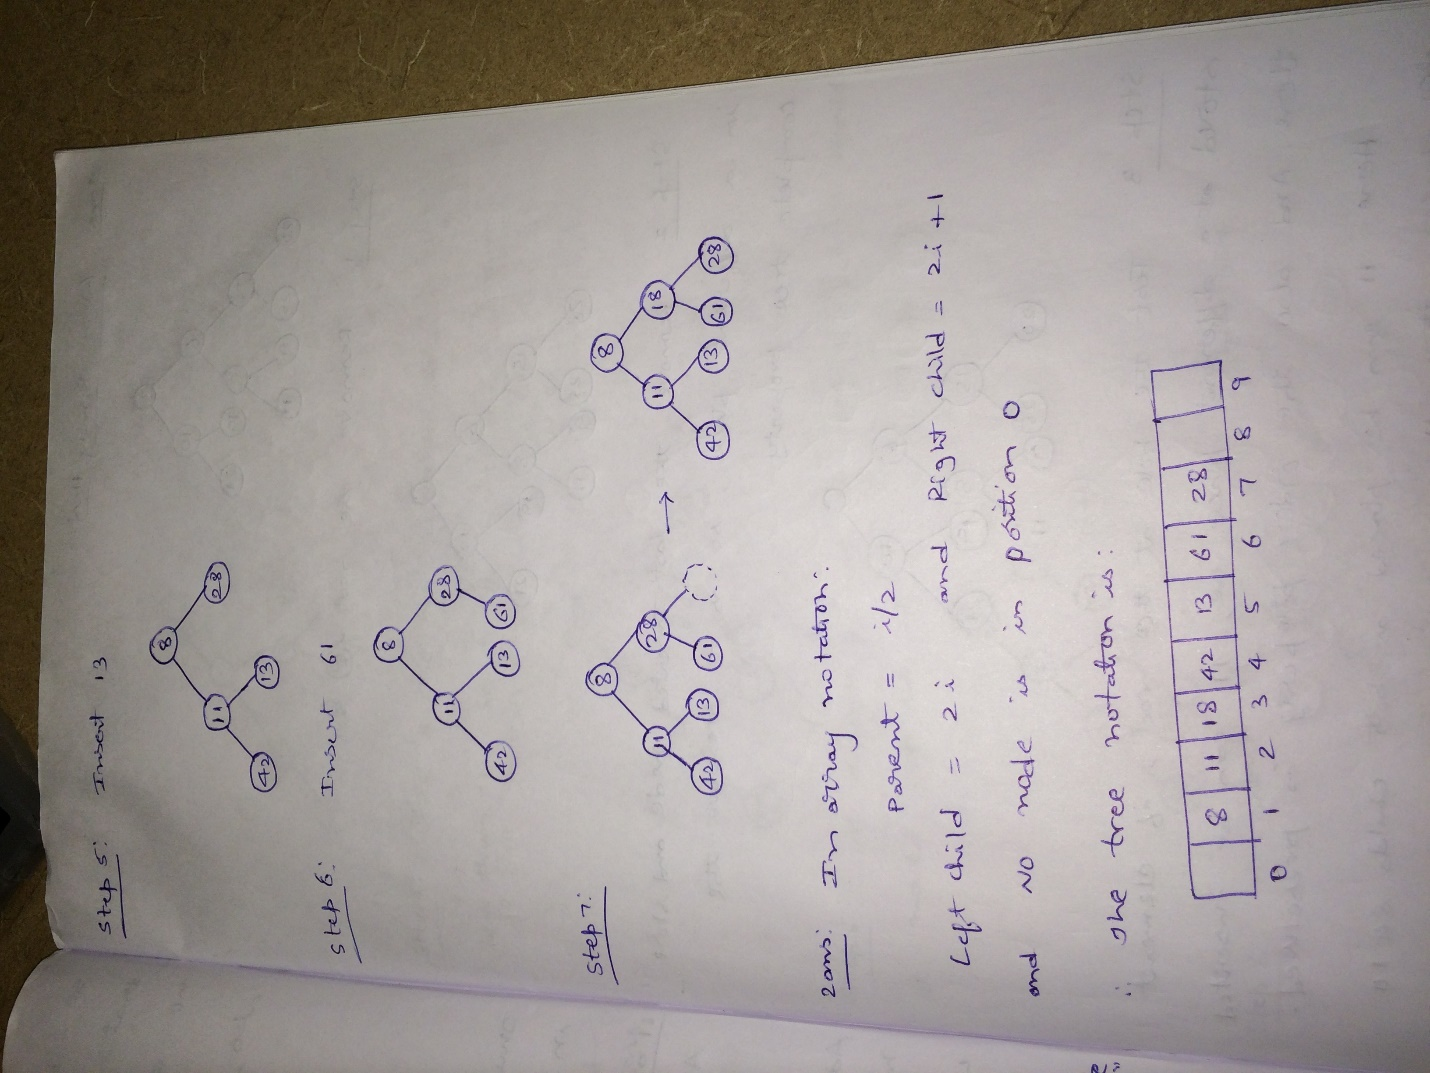 Step 5: Insert 13
8
11 28
42 13
Step 6: Insert 61
8
11 28
42 13 61
Step 7:
8 → 8
11 28 11 18
42 13 61 42 13 61 28
2ans: In array notation:
Parent = i/2
Left child = 2i and Right child = 2i+1
and No node is in position 0
∴ The tree notation is:
8 11 18 42 13 61 28
0 1 2 3 4 5 6 7 8 9